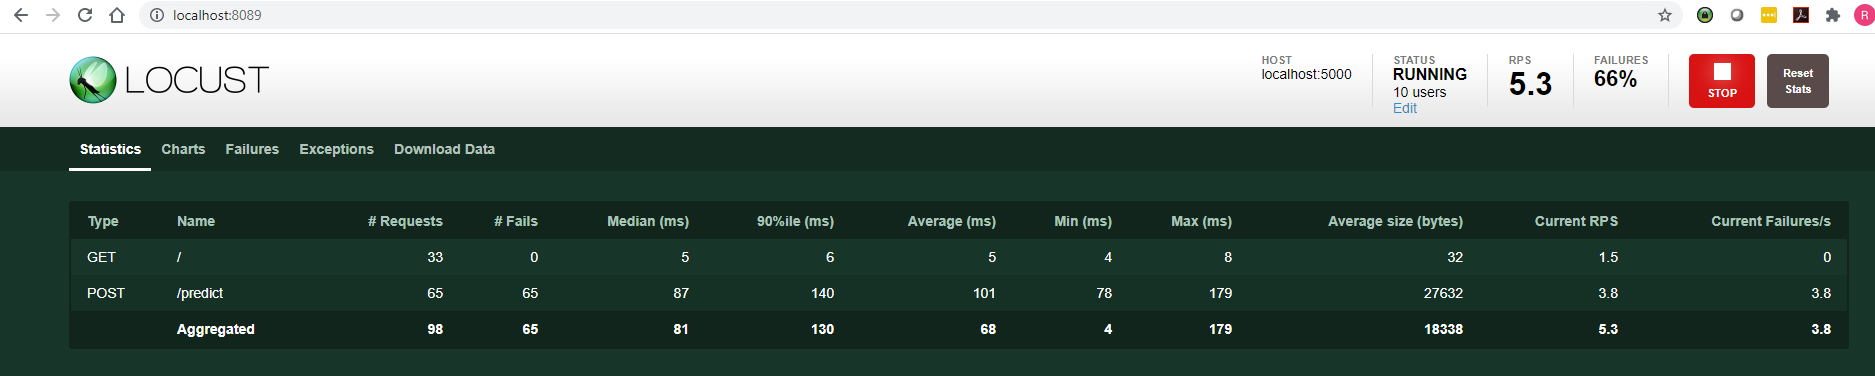 localhost:8089
R
LOCUST
HOST
localhost:5000
STATUS
RUNNING
10 users
Edit
RPS
5.3
FAILURES
66%
STOP
Reset
Stats
Statistics Charts Failures Exceptions Download Data
Type Name # Requests # Fails Median (ms) 90%ile (ms) Average (ms) Min (ms) Max (ms) Average size (bytes) Current RPS Current Failures/s
GET / 33 0 5 6 5 4 8 32 1.5 0
POST /predict 65 65 87 140 101 78 179 27632 3.8 3.8
Aggregated 98 65 81 130 68 4 179 18338 5.3 3.8